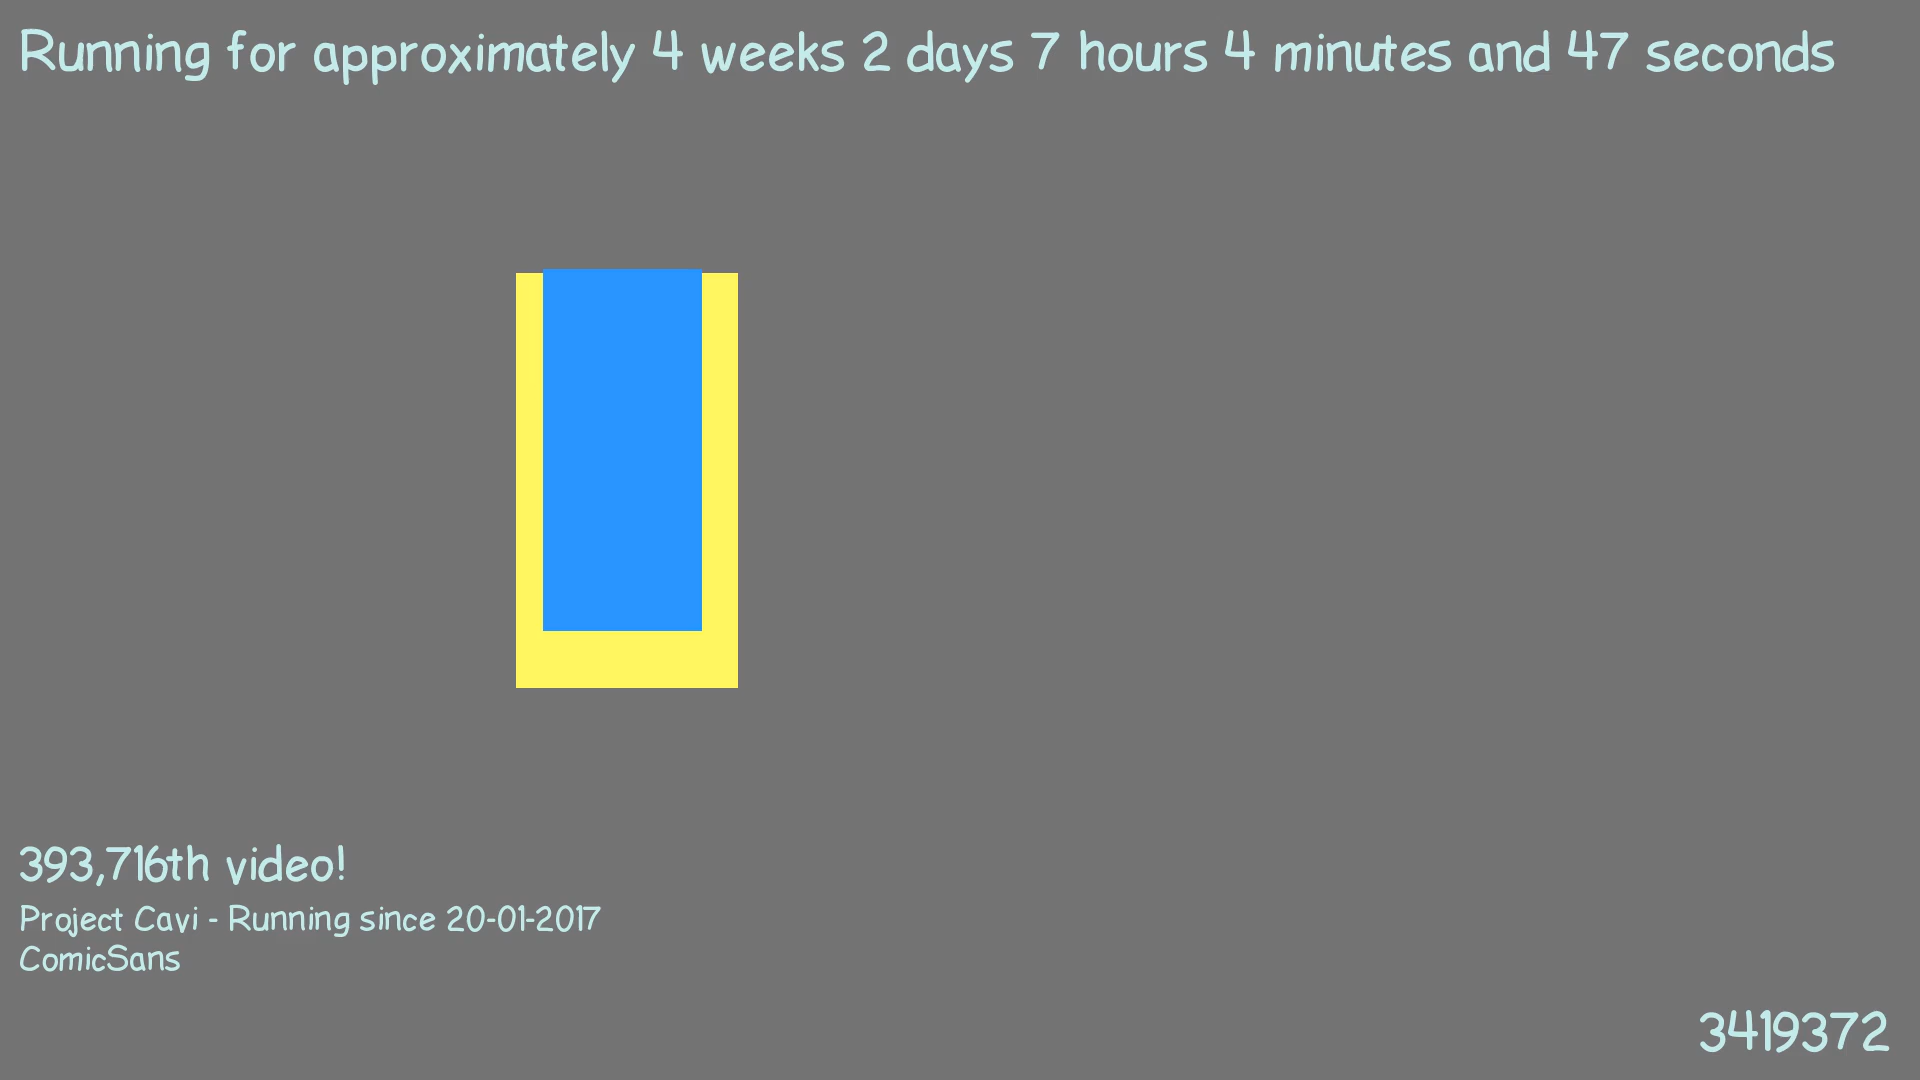 Running for approximately 4 weeks 2 days 7 hours 4 minutes and 47 seconds
393,716th video!
Project Cavi - Running since 20-01-2017
ComicSans
3419372